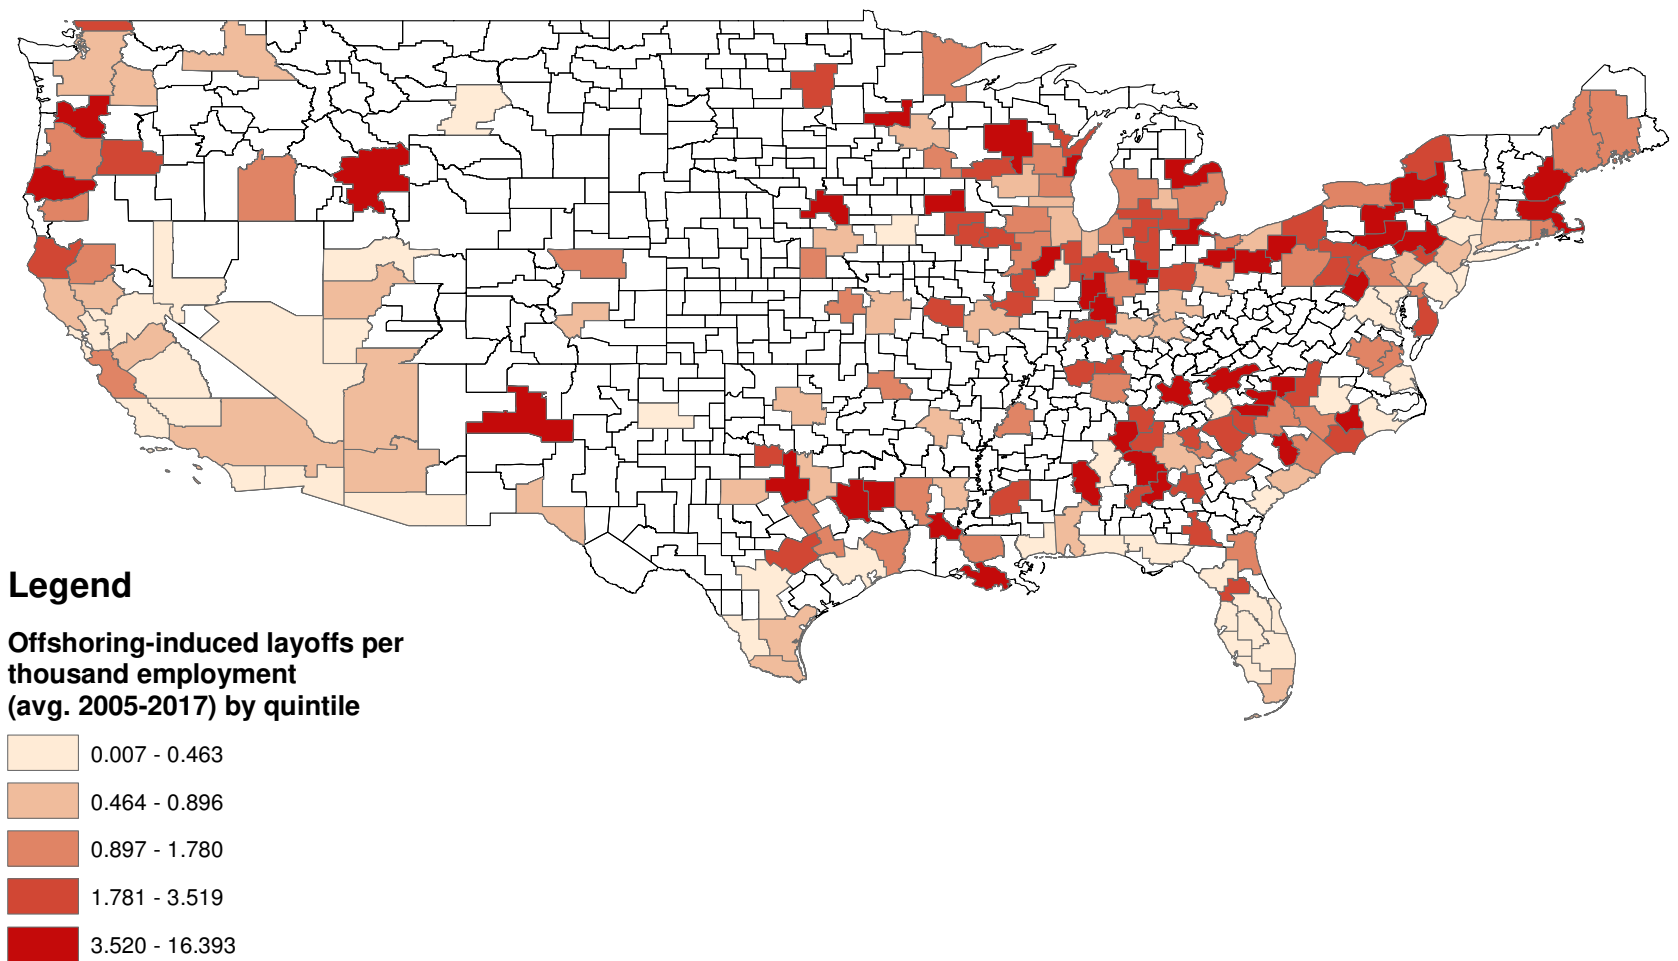 Legend
Offshoring-induced layoffs per
thousand employment
(avg. 2005-2017) by quintile
0.007 - 0.463
0.464 - 0.896
0.897 - 1.780
1.781 - 3.519
3.520 - 16.393